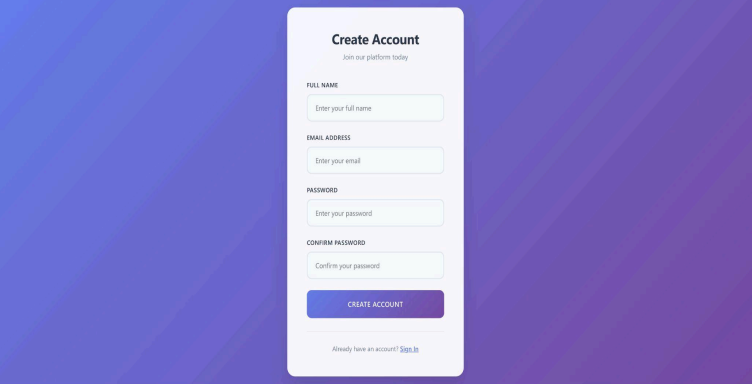 Create Account
Join our platform today
FULL NAME
Enter your full name
EMAIL ADDRESS
Enter your email
PASSWORD
Enter your password
CONFIRM PASSWORD
Confirm your password
CREATE ACCOUNT
Already have an account? Sign In